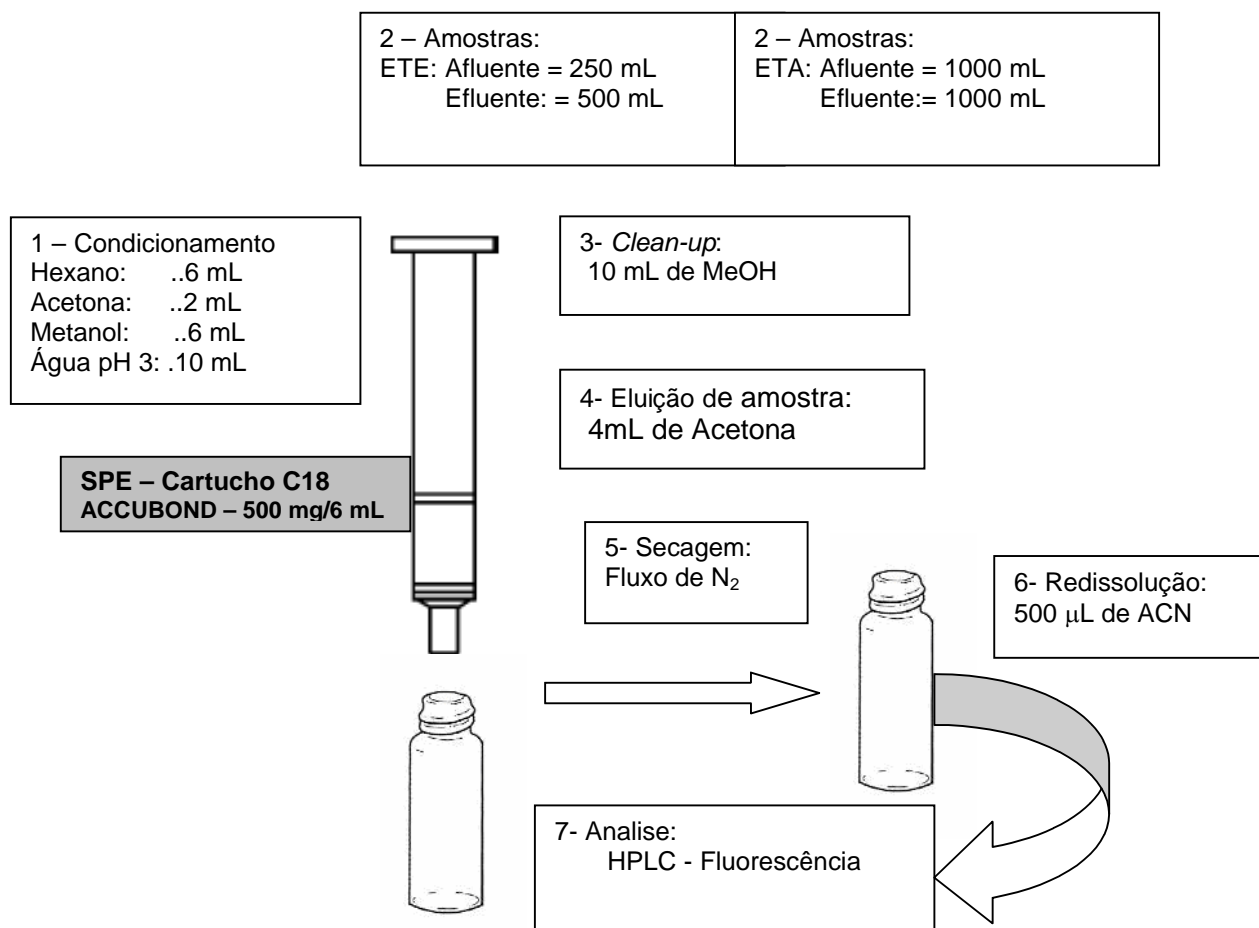 2 – Amostras:
ETE: Afluente = 250 mL
Efluente: = 500 mL
2 – Amostras:
ETA: Afluente = 1000 mL
Efluente:= 1000 mL
1 – Condicionamento
Hexano: ..6 mL
Acetona: ..2 mL
Metanol: ..6 mL
Água pH 3: .10 mL
3- Clean-up:
10 mL de MeOH
4- Eluição de amostra:
4mL de Acetona
SPE – Cartucho C18
ACCUBOND – 500 mg/6 mL
5- Secagem:
Fluxo de N₂
6- Redissolução:
500 μL de ACN
7- Analise:
HPLC - Fluorescência